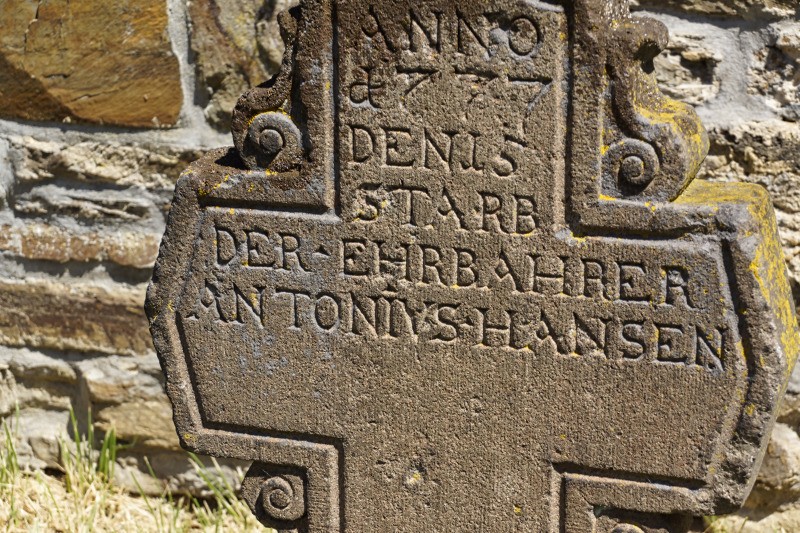 ANNO
1777
DEN 15
STARB
DER EHRBAHRER
ANTONIVS HANSEN